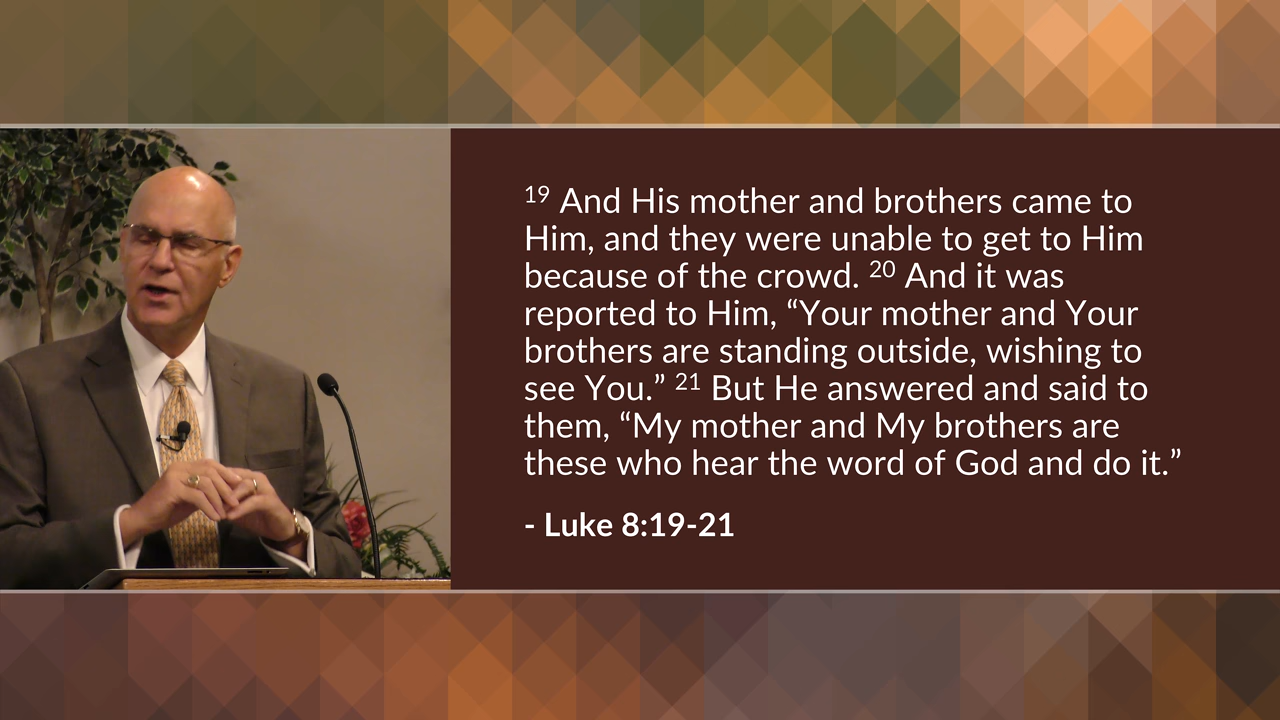 ¹⁹ And His mother and brothers came to
Him, and they were unable to get to Him
because of the crowd. ²⁰ And it was
reported to Him, “Your mother and Your
brothers are standing outside, wishing to
see You.” ²¹ But He answered and said to
them, “My mother and My brothers are
these who hear the word of God and do it.”
- Luke 8:19-21